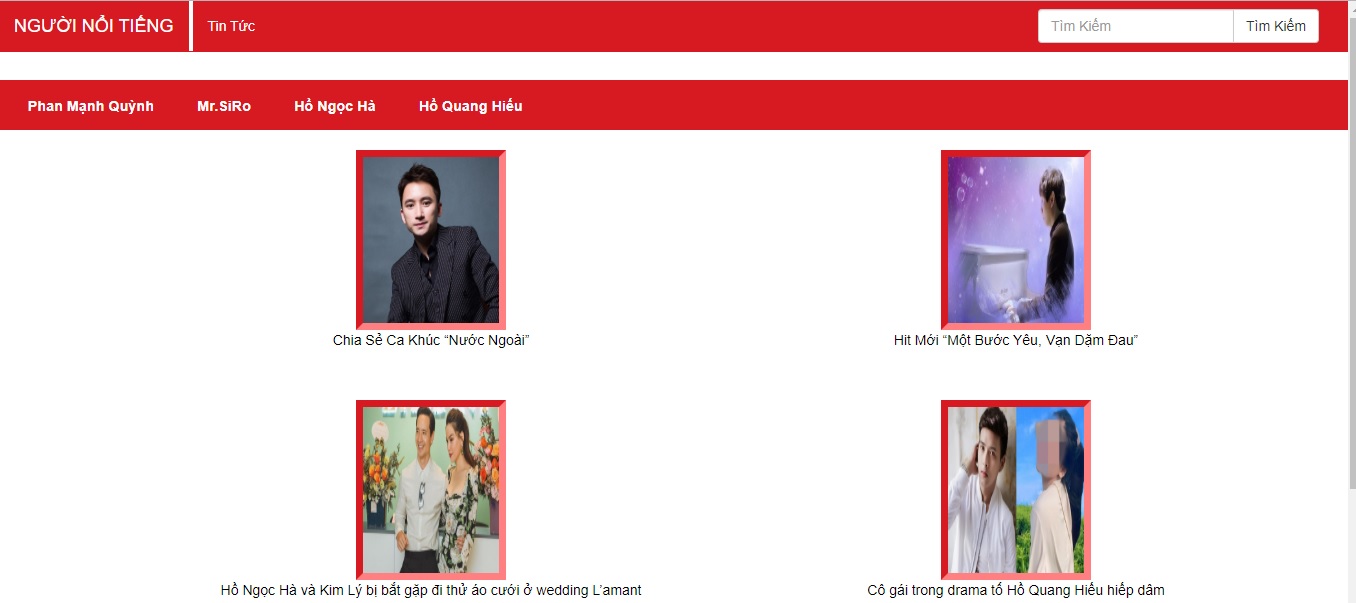 NGƯỜI NỔI TIẾNG
Tin Tức
Tìm Kiếm
Tìm Kiếm
Phan Mạnh Quỳnh
Mr.SiRo
Hồ Ngọc Hà
Hồ Quang Hiếu
Chia Sẻ Ca Khúc “Nước Ngoài”
Hit Mới “Một Bước Yêu, Vạn Dặm Đau”
Hồ Ngọc Hà và Kim Lý bị bắt gặp đi thử áo cưới ở wedding L’amant
Cô gái trong drama tố Hồ Quang Hiếu hiếp dâm